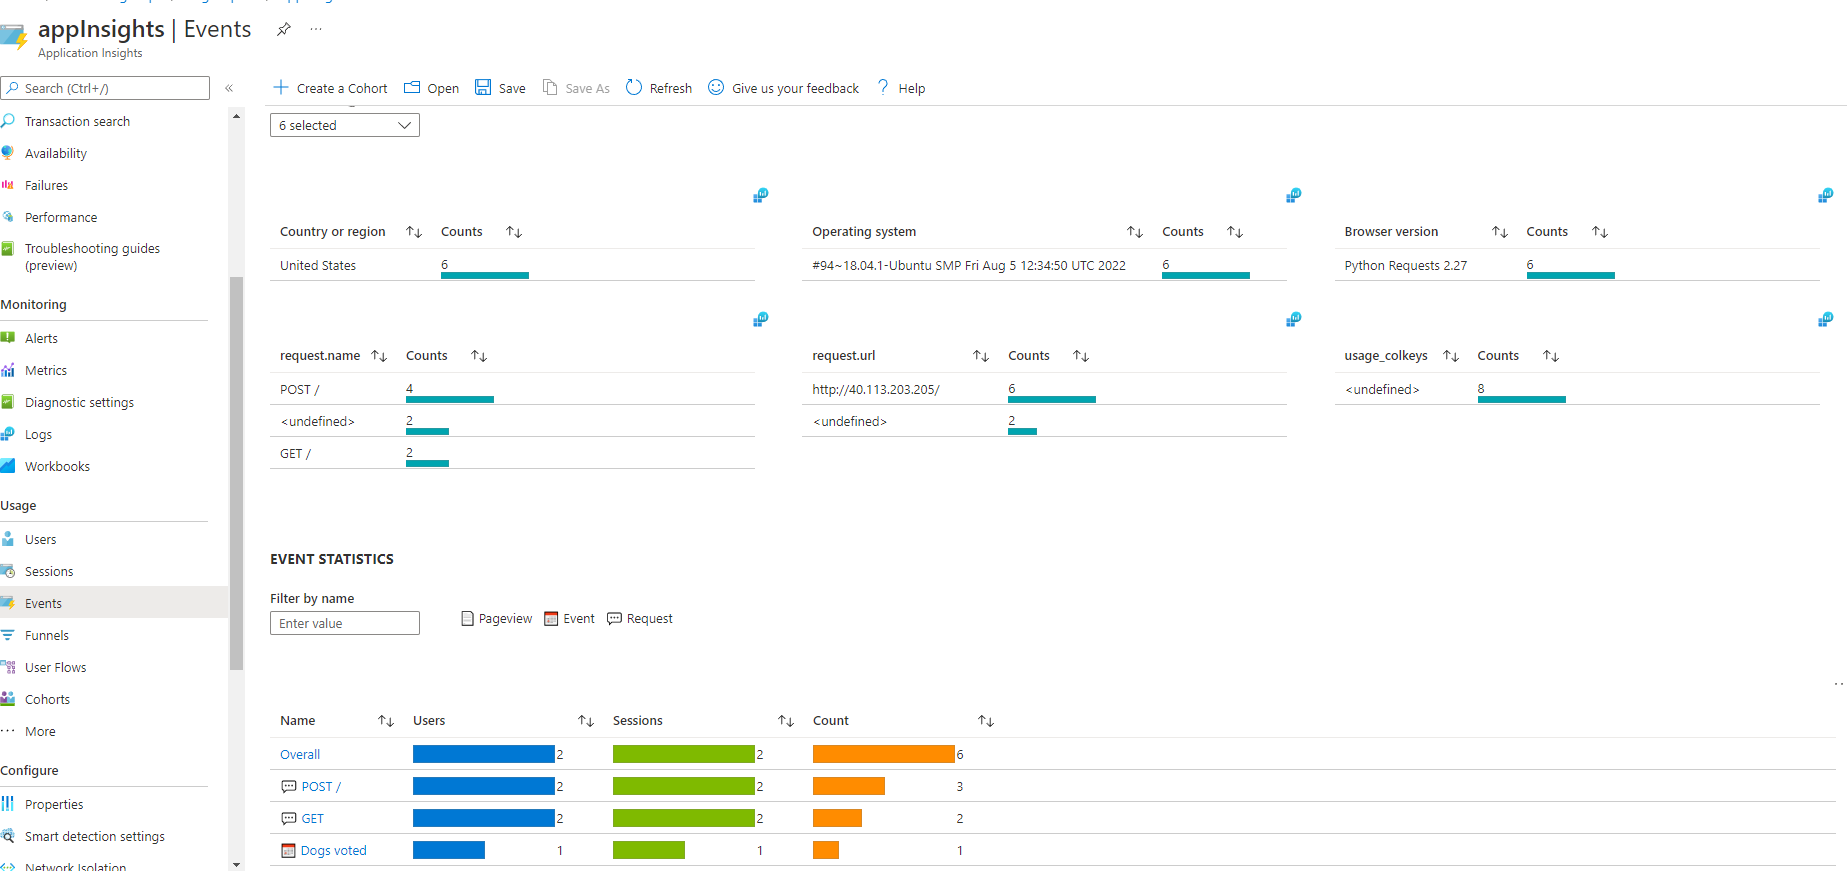 appInsights | Events
Application Insights
Search (Ctrl+/)
Create a Cohort
Open
Save
Save As
Refresh
Give us your feedback
Help
Transaction search
Availability
Failures
Performance
Troubleshooting guides
(preview)
Monitoring
Alerts
Metrics
Diagnostic settings
Logs
Workbooks
Usage
Users
Sessions
Events
Funnels
User Flows
Cohorts
More
Configure
Properties
Smart detection settings
Network Isolation
6 selected
Country or region Counts
United States 6
Operating system Counts
#94~18.04.1-Ubuntu SMP Fri Aug 5 12:34:50 UTC 2022 6
Browser version Counts
Python Requests 2.27 6
request.name Counts
POST / 4
<undefined> 2
GET / 2
request.url Counts
http://40.113.203.205/ 6
<undefined> 2
usage_colkeys Counts
<undefined> 8
EVENT STATISTICS
Filter by name
Enter value
Pageview
Event
Request
Name Users Sessions Count
Overall 2 2 6
POST / 2 2 3
GET 2 2 2
Dogs voted 1 1 1